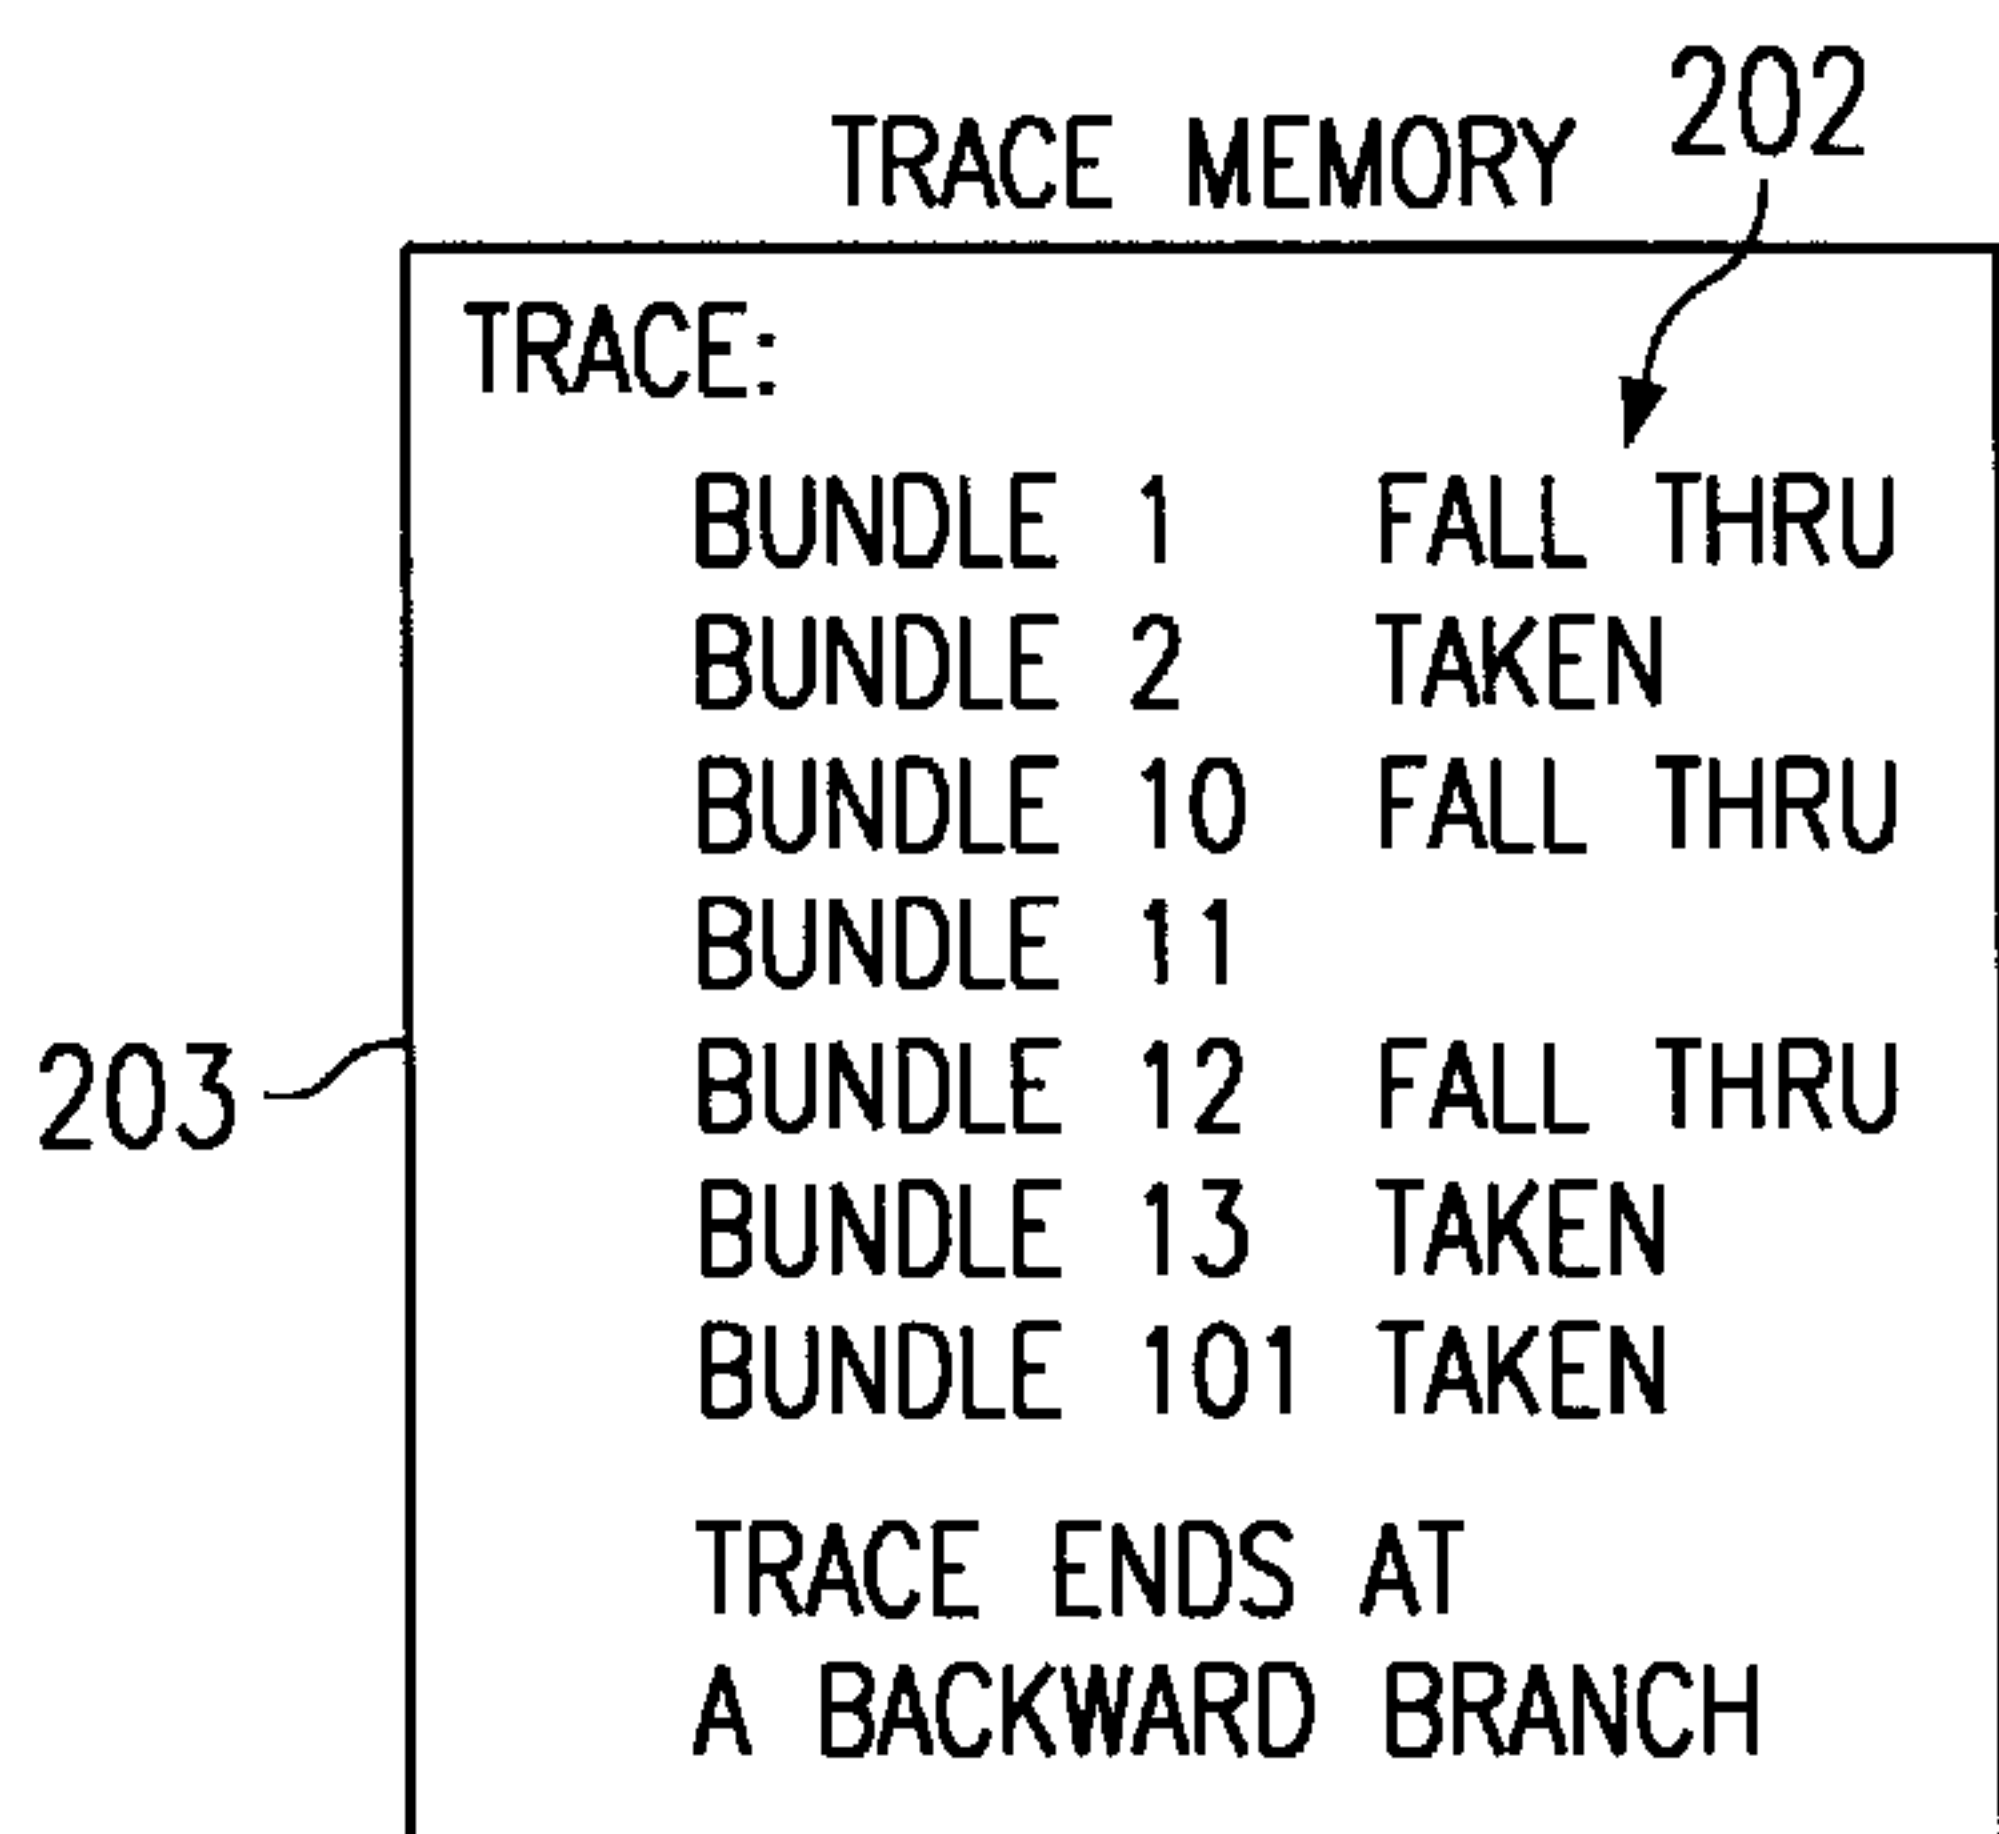 202
TRACE MEMORY
TRACE:
BUNDLE 1 FALL THRU
BUNDLE 2 TAKEN
BUNDLE 10 FALL THRU
BUNDLE 11
203
BUNDLE 12 FALL THRU
BUNDLE 13 TAKEN
BUNDLE 101 TAKEN
TRACE ENDS AT
A BACKWARD BRANCH